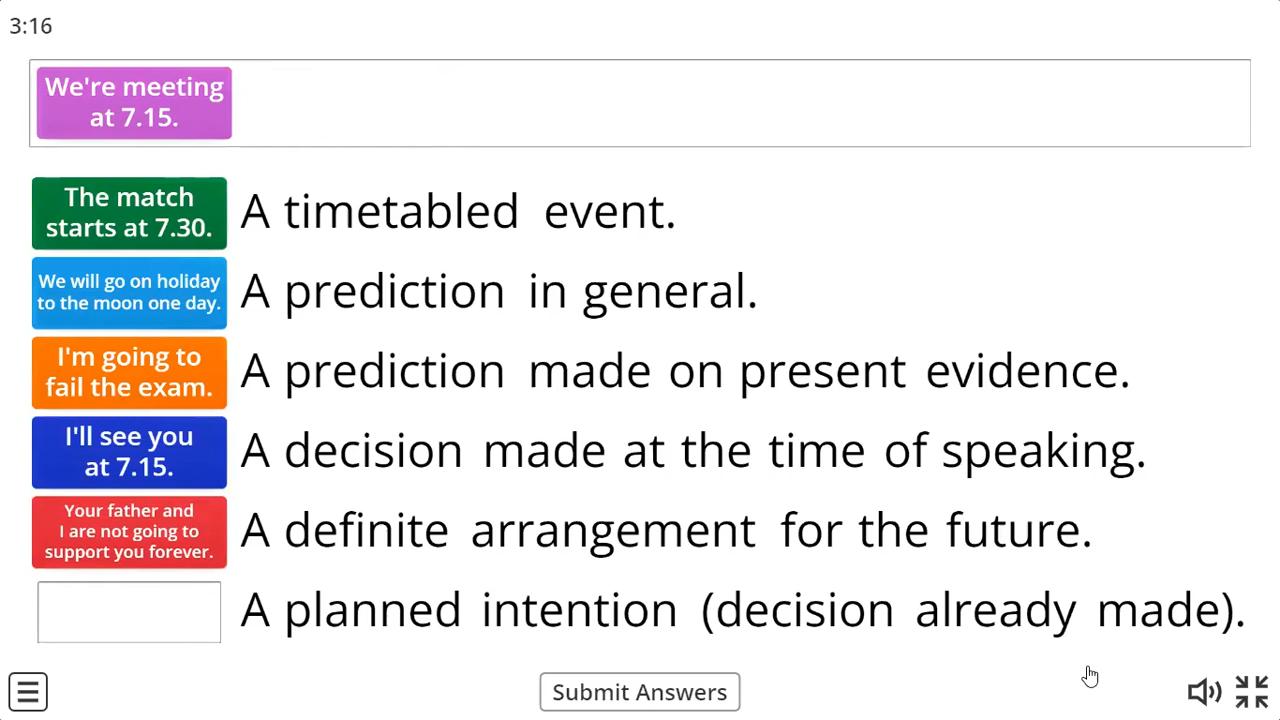 3:16
We're meeting
at 7.15.
The match
starts at 7.30.
A timetabled event.
We will go on holiday
to the moon one day.
A prediction in general.
I'm going to
fail the exam.
A prediction made on present evidence.
I'll see you
at 7.15.
A decision made at the time of speaking.
Your father and
I are not going to
support you forever.
A definite arrangement for the future.
A planned intention (decision already made).
Submit Answers